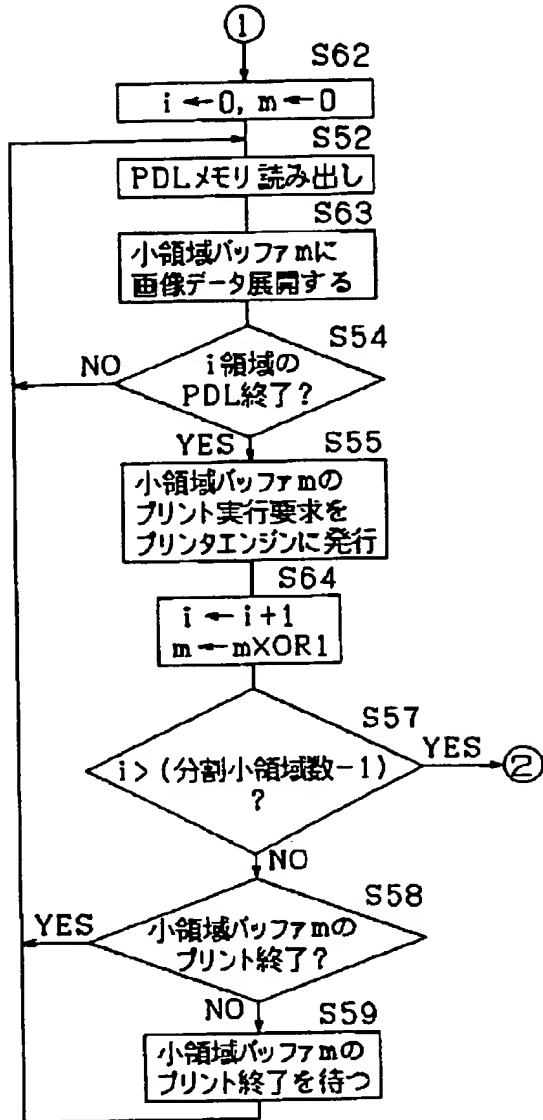 ①
S62
i←0, m←0
S52
PDLメモリ読み出し
S63
小領域バッファmに
画像データ展開する
S54
i領域の
PDL終了?
NO
YES
S55
小領域バッファmの
プリント実行要求を
プリンタエンジンに発行
S64
i←i+1
m←mXOR1
S57
i>(分割小領域数-1)
?
YES
②
NO
S58
小領域バッファmの
プリント終了?
YES
NO
S59
小領域バッファmの
プリント終了を待つ